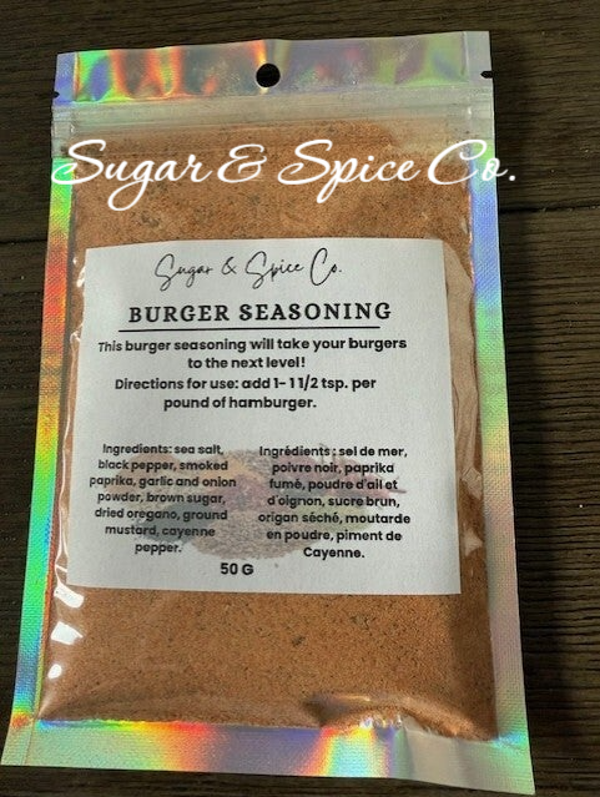 Sugar & Spice Co.
Sugar & Spice Co.
BURGER SEASONING
This burger seasoning will take your burgers
to the next level!
Directions for use: add 1- 1 1/2 tsp. per
pound of hamburger.
Ingredients: sea salt,
black pepper, smoked
paprika, garlic and onion
powder, brown sugar,
dried oregano, ground
mustard, cayenne
pepper.
Ingrédients : sel de mer,
poivre noir, paprika
fumé, poudre d'ail et
d'oignon, sucre brun,
origan séché, moutarde
en poudre, piment de
Cayenne.
50 G